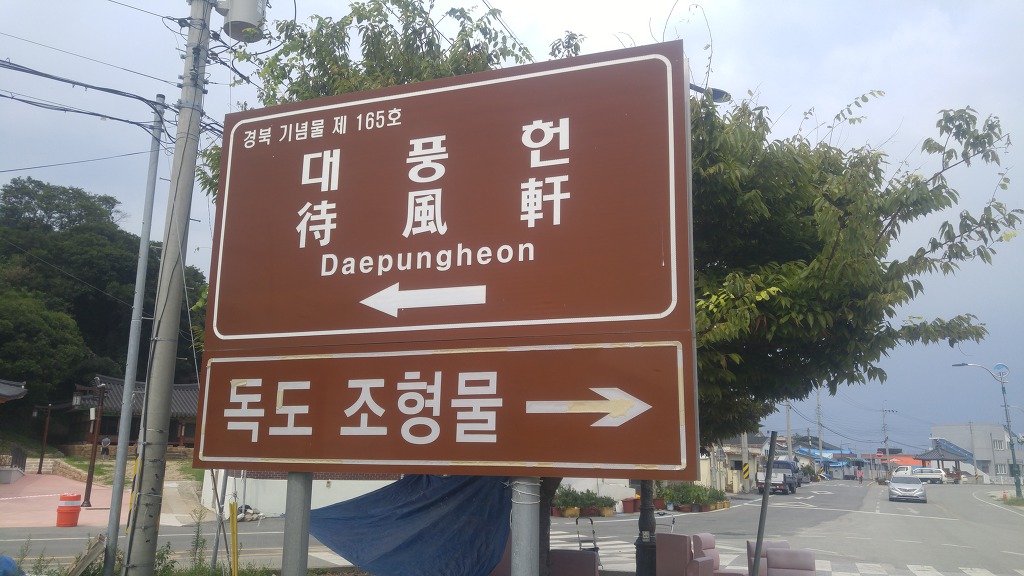 경북 기념물 제 165호
대 풍 헌
待 風 軒
Daepungheon
독도 조형물